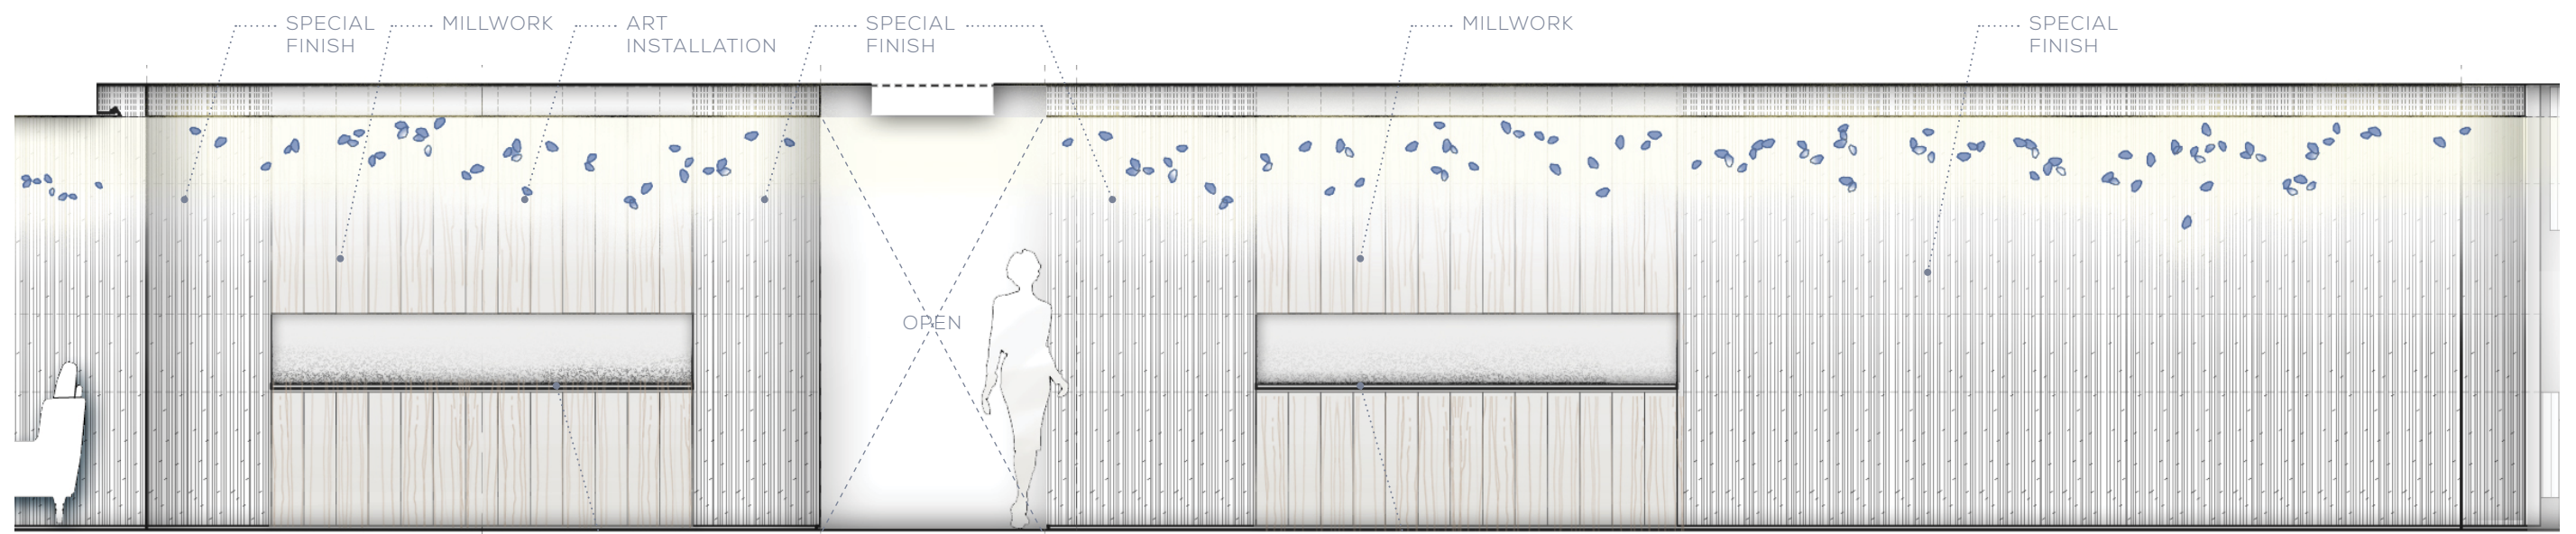 SPECIAL
FINISH
MILLWORK
ART
INSTALLATION
SPECIAL
FINISH
MILLWORK
SPECIAL
FINISH
OPEN